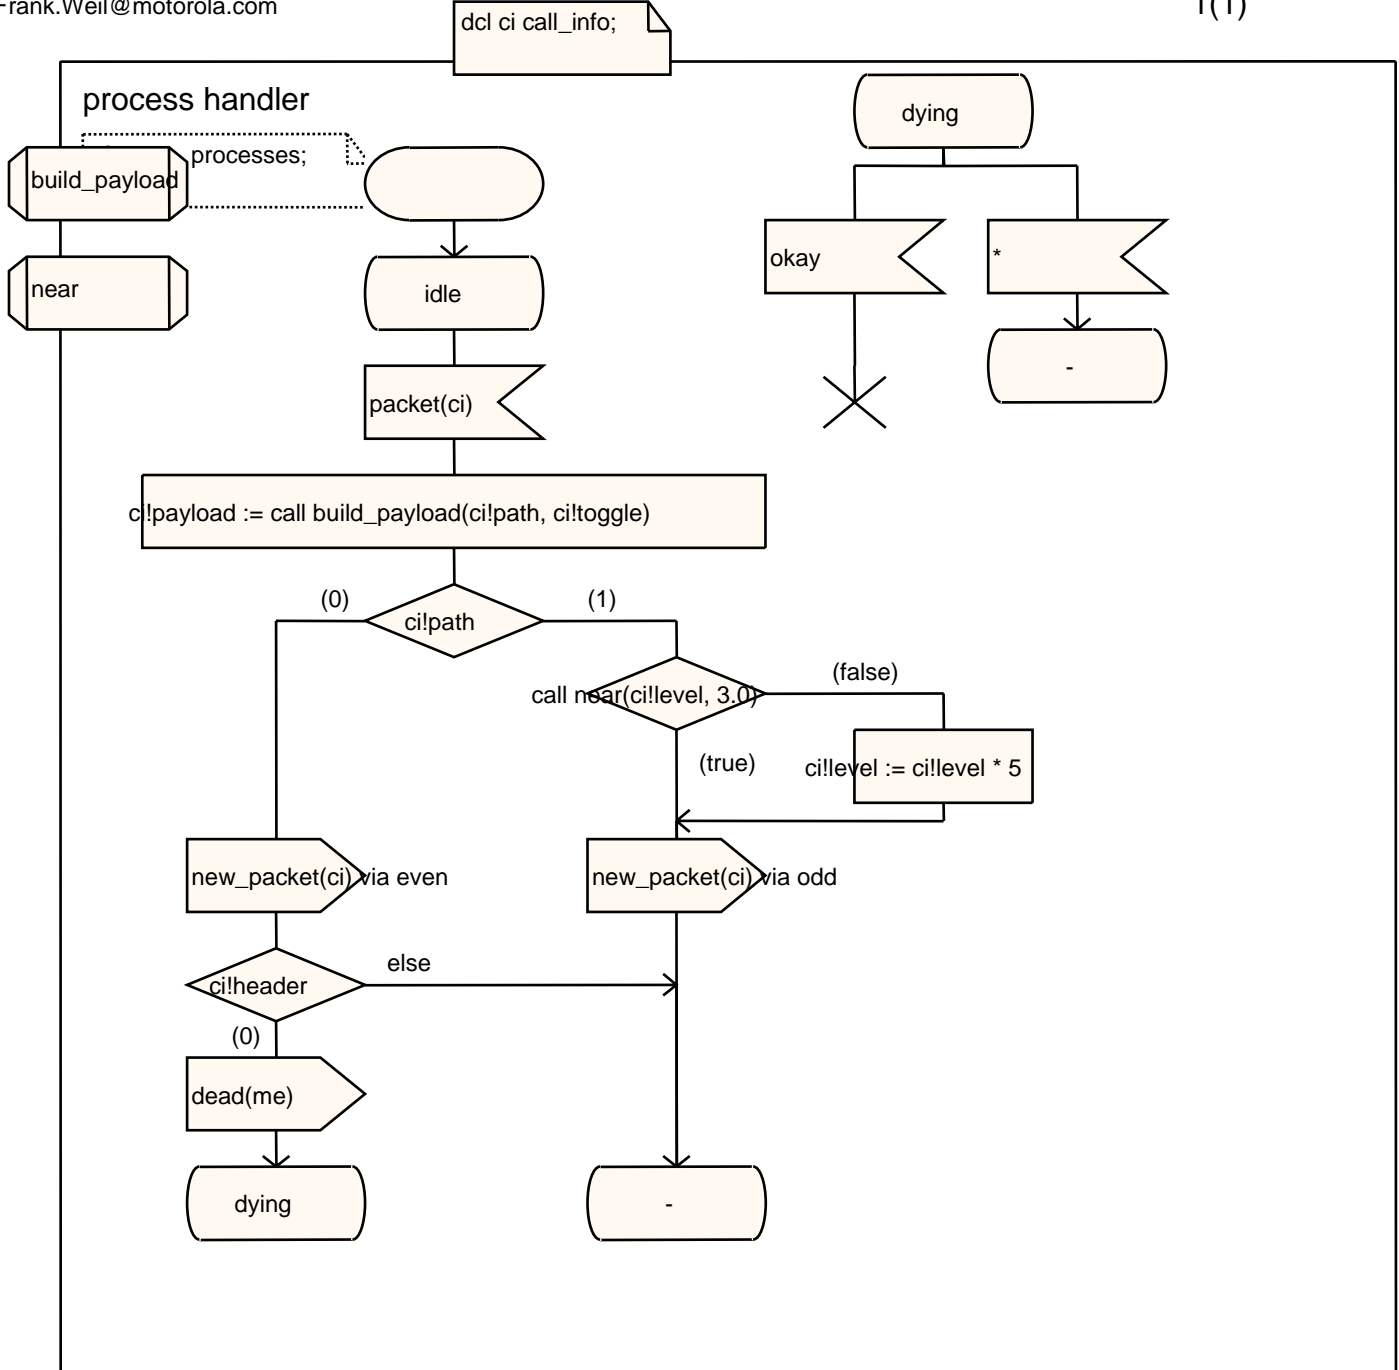 Frank.Weil@motorola.com
1(1)
dcl ci call_info;
process handler
processes;
build_payload
near
idle
packet(ci)
ci!payload := call build_payload(ci!path, ci!toggle)
ci!path
(0)
(1)
call near(ci!level, 3.0)
(false)
(true)
ci!level := ci!level * 5
new_packet(ci) via even
new_packet(ci) via odd
ci!header
else
(0)
dead(me)
dying
-
dying
okay
*
-